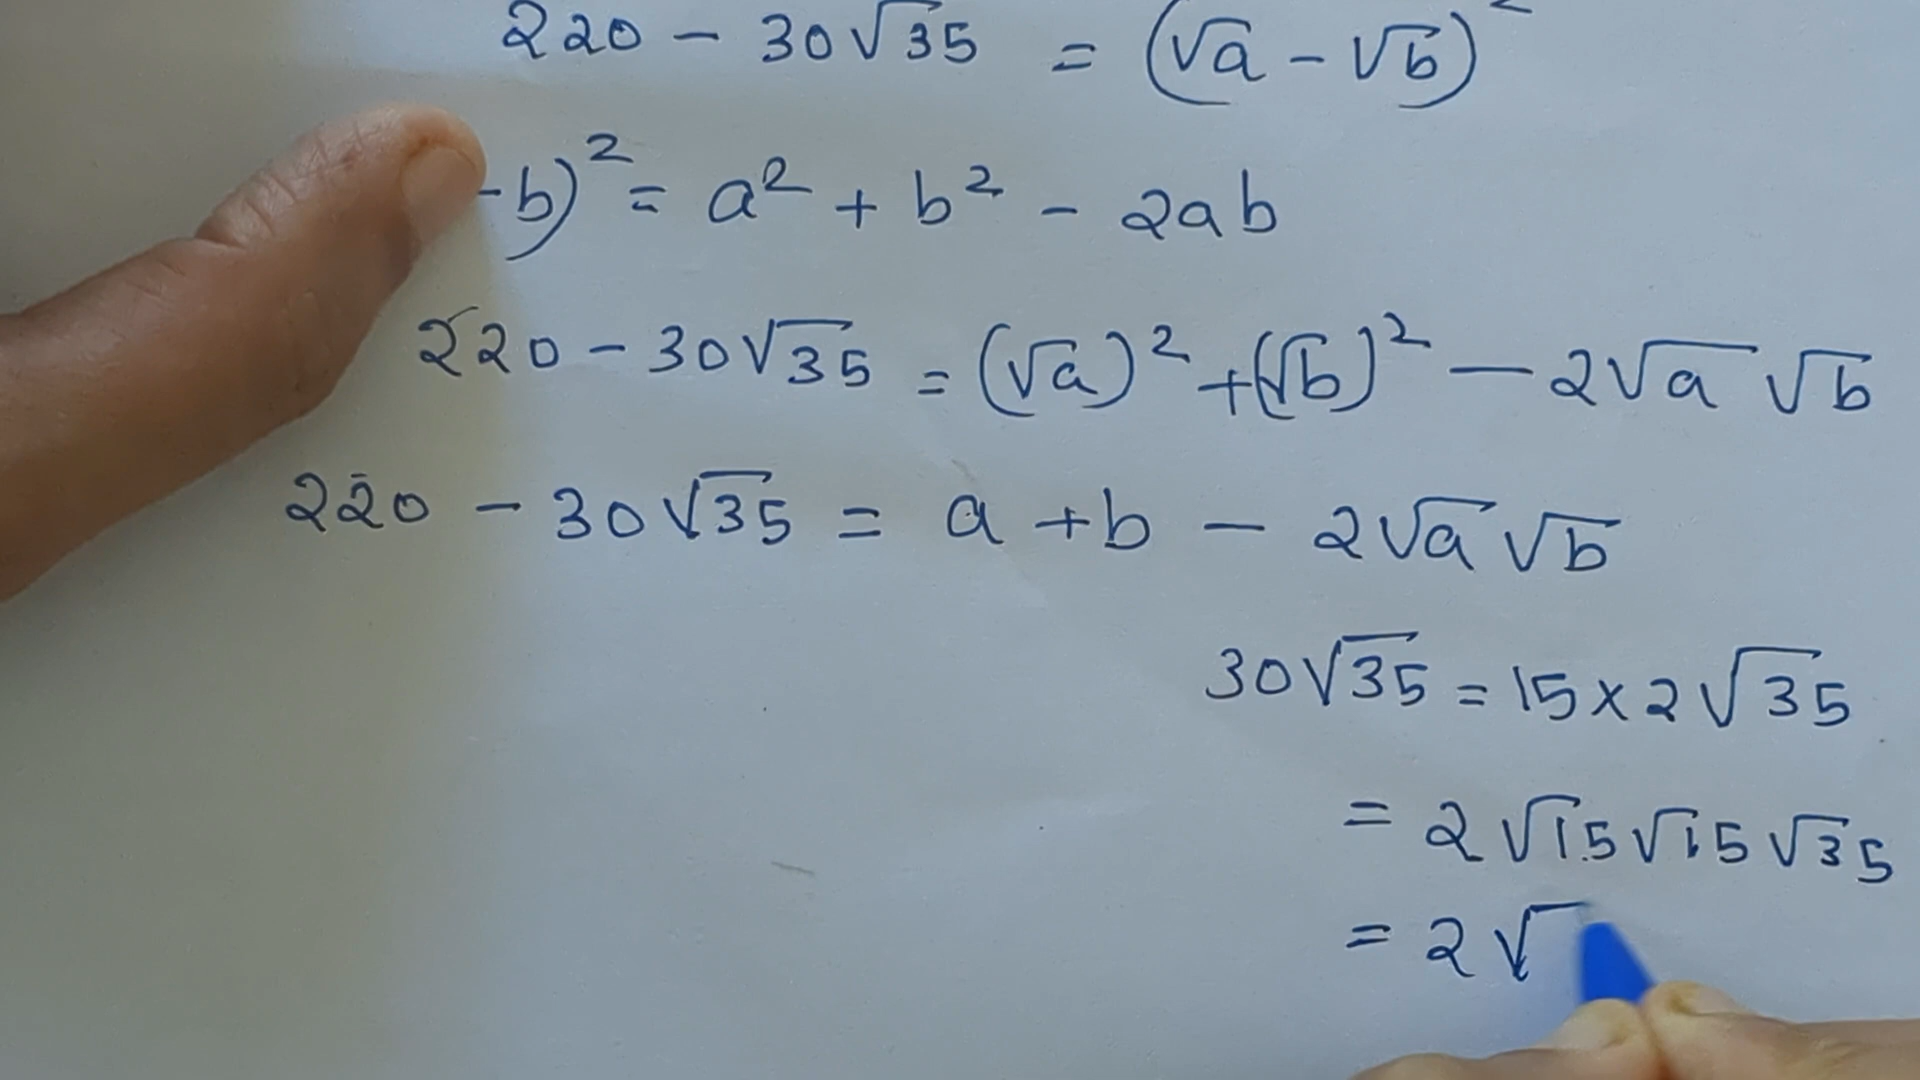 220 - 30√35 = (√a - √b)²
-b)² = a² + b² - 2ab
220 - 30√35 = (√a)² + (√b)² - 2√a √b
220 - 30√35 = a + b - 2√a √b
30√35 = 15 × 2√35
= 2√15√15√35
= 2√